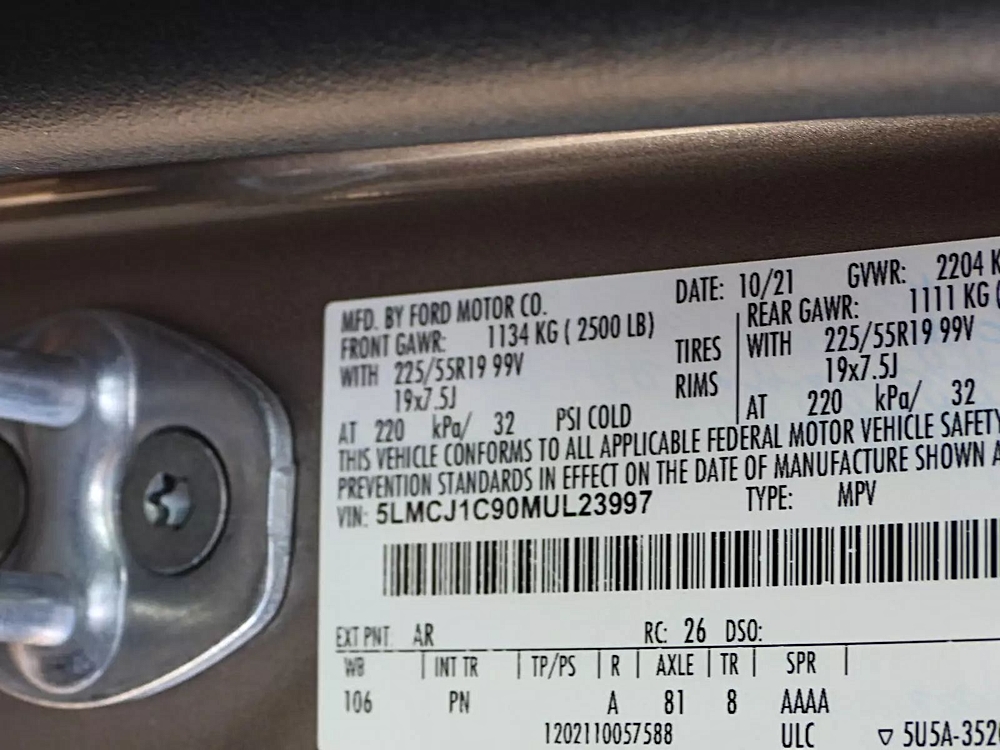 MFD. BY FORD MOTOR CO. DATE: 10/21 GVWR: 2204 K
FRONT GAWR: 1134 KG ( 2500 LB) REAR GAWR: 1111 KG (
WITH 225/55R19 99V TIRES WITH 225/55R19 99V
19x7.5J RIMS 19x7.5J
AT 220 kPa/ 32 PSI COLD AT 220 kPa/ 32
THIS VEHICLE CONFORMS TO ALL APPLICABLE FEDERAL MOTOR VEHICLE SAFETY
PREVENTION STANDARDS IN EFFECT ON THE DATE OF MANUFACTURE SHOWN A
VIN: 5LMCJ1C90MUL23997 TYPE: MPV
EXT PNT: AR RC: 26 DSO:
WB | INT TR | TP/PS | R | AXLE | TR | SPR |
106 PN A 81 8 AAAA
1202110057588 ULC ▽ 5U5A-352